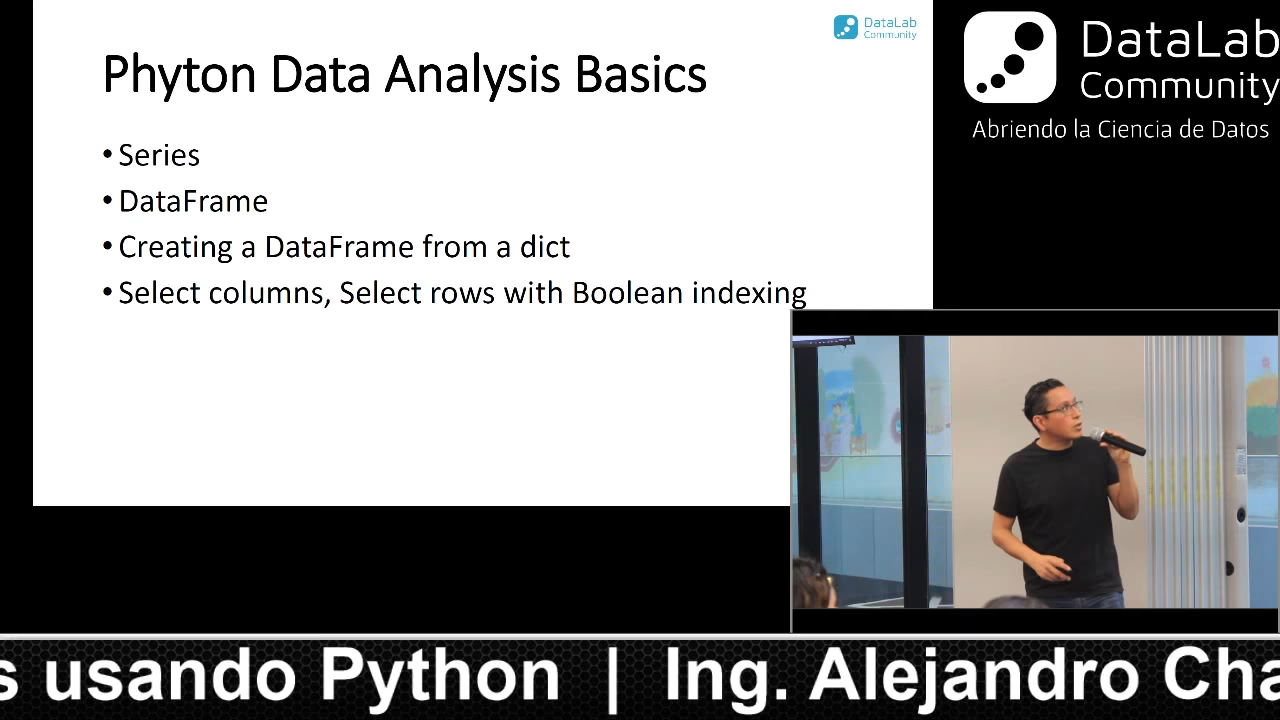 DataLab
Community
Phyton Data Analysis Basics
• Series
• DataFrame
• Creating a DataFrame from a dict
• Select columns, Select rows with Boolean indexing
DataLab
Community
Abriendo la Ciencia de Datos
s usando Python | Ing. Alejandro Cha